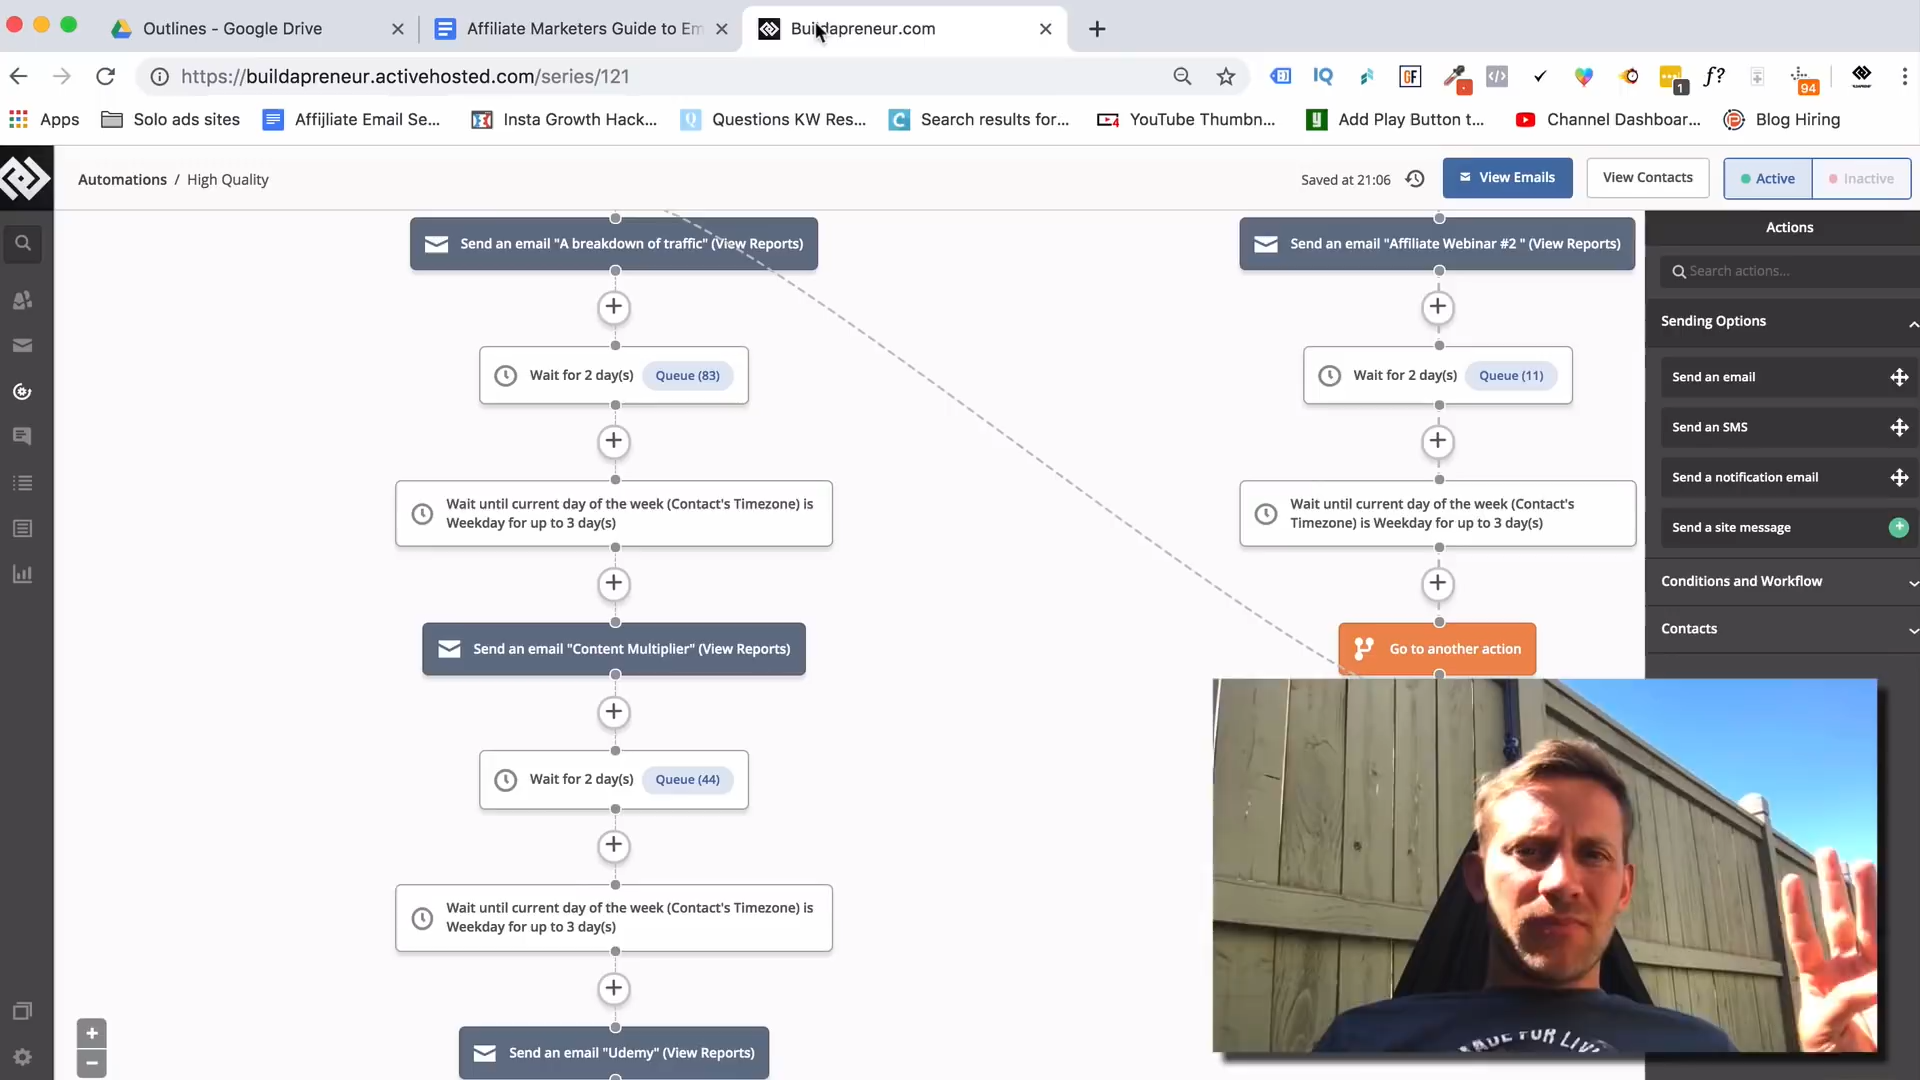 Outlines - Google Drive
Affiliate Marketers Guide to Em
Buildapreneur.com
https://buildapreneur.activehosted.com/series/121
IQ
GF
1
f?
94
Apps
Solo ads sites
Affijliate Email Se...
Insta Growth Hack...
Questions KW Res...
Search results for...
YouTube Thumbn...
Add Play Button t...
Channel Dashboar...
Blog Hiring
Automations / High Quality
Saved at 21:06
View Emails
View Contacts
Active
Inactive
Send an email "A breakdown of traffic" (View Reports)
Wait for 2 day(s) Queue (83)
Wait until current day of the week (Contact's Timezone) is
Weekday for up to 3 day(s)
Send an email "Content Multiplier" (View Reports)
Wait for 2 day(s) Queue (44)
Wait until current day of the week (Contact's Timezone) is
Weekday for up to 3 day(s)
Send an email "Udemy" (View Reports)
Send an email "Affiliate Webinar #2 " (View Reports)
Wait for 2 day(s) Queue (11)
Wait until current day of the week (Contact's
Timezone) is Weekday for up to 3 day(s)
Go to another action
Actions
Search actions...
Sending Options
Send an email
Send an SMS
Send a notification email
Send a site message
Conditions and Workflow
Contacts
FOR